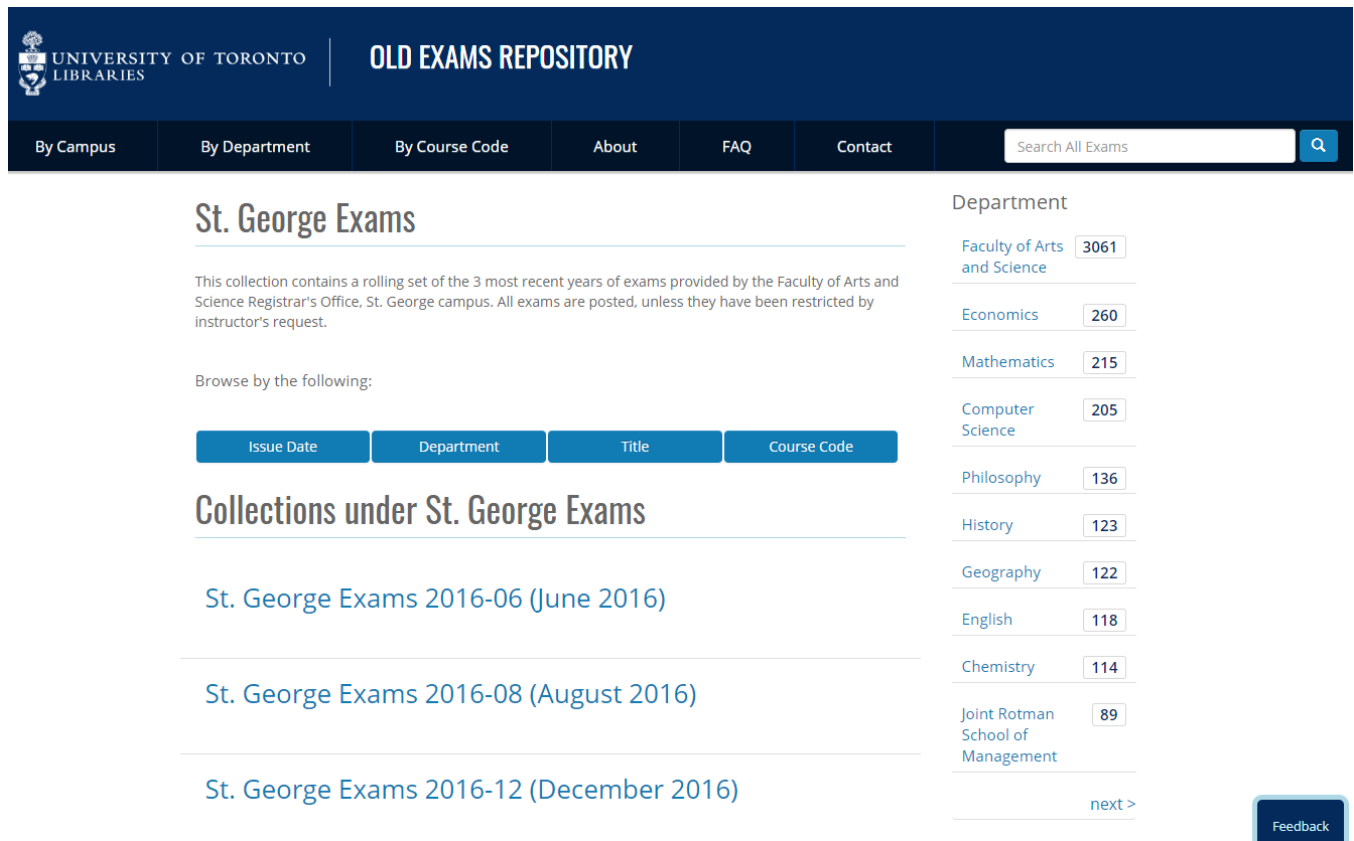 UNIVERSITY OF TORONTO
LIBRARIES
OLD EXAMS REPOSITORY
By Campus
By Department
By Course Code
About
FAQ
Contact
Search All Exams
St. George Exams
This collection contains a rolling set of the 3 most recent years of exams provided by the Faculty of Arts and
Science Registrar's Office, St. George campus. All exams are posted, unless they have been restricted by
instructor's request.
Browse by the following:
Issue Date
Department
Title
Course Code
Collections under St. George Exams
St. George Exams 2016-06 (June 2016)
St. George Exams 2016-08 (August 2016)
St. George Exams 2016-12 (December 2016)
Department
Faculty of Arts 3061
and Science
Economics 260
Mathematics 215
Computer 205
Science
Philosophy 136
History 123
Geography 122
English 118
Chemistry 114
Joint Rotman 89
School of
Management
next >
Feedback